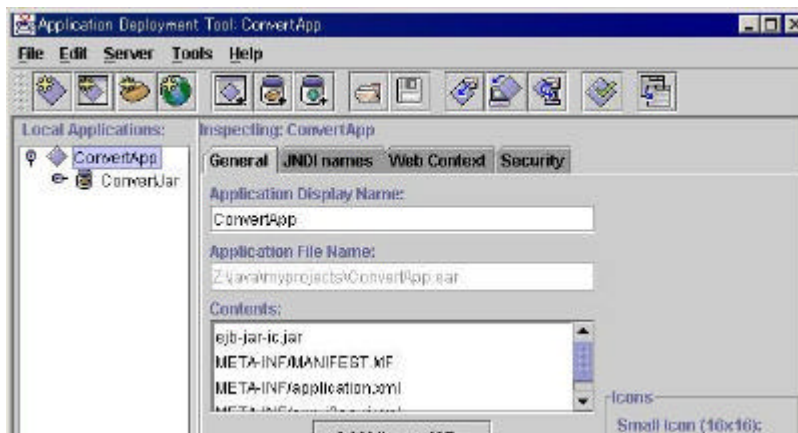 Application Deployment Tool: ConvertApp
File Edit Server Tools Help
Local Applications:
ConvertApp
ConvertJar
Inspecting: ConvertApp
General JNDI names Web Context Security
Application Display Name:
ConvertApp
Application File Name:
Z:\java\myprojects\ConvertApp.ear
Contents:
ejb-jar-ic.jar
META-INF/MANIFEST.MF
META-INF/application.xml
Icons
Small Icon (16x16):